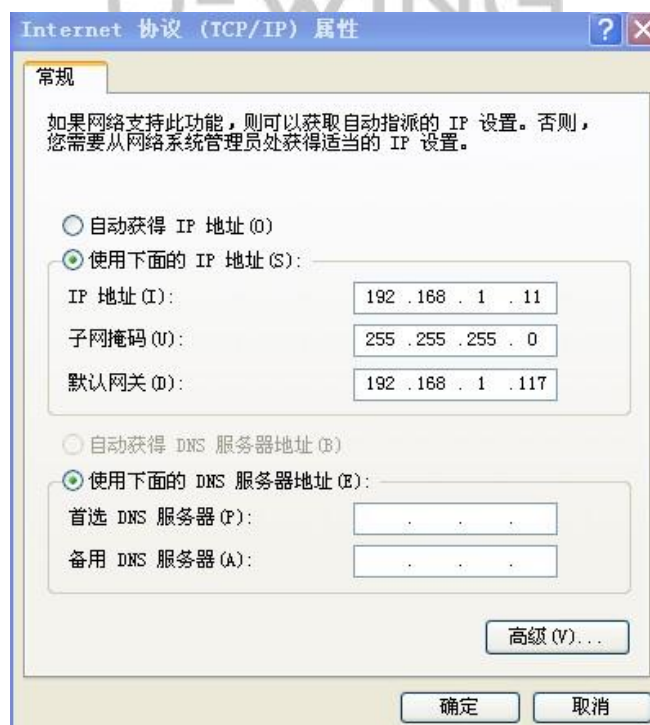 Internet 协议 (TCP/IP) 属性
常规
如果网络支持此功能,则可以获取自动指派的 IP 设置。否则,
您需要从网络系统管理员处获得适当的 IP 设置。
自动获得 IP 地址(O)
使用下面的 IP 地址(S):
IP 地址(I): 192 .168 . 1 .11
子网掩码(U): 255 .255 .255 . 0
默认网关(D): 192 .168 . 1 .117
自动获得 DNS 服务器地址(B)
使用下面的 DNS 服务器地址(E):
首选 DNS 服务器(P): . . .
备用 DNS 服务器(A): . . .
高级(V)...
确定 取消